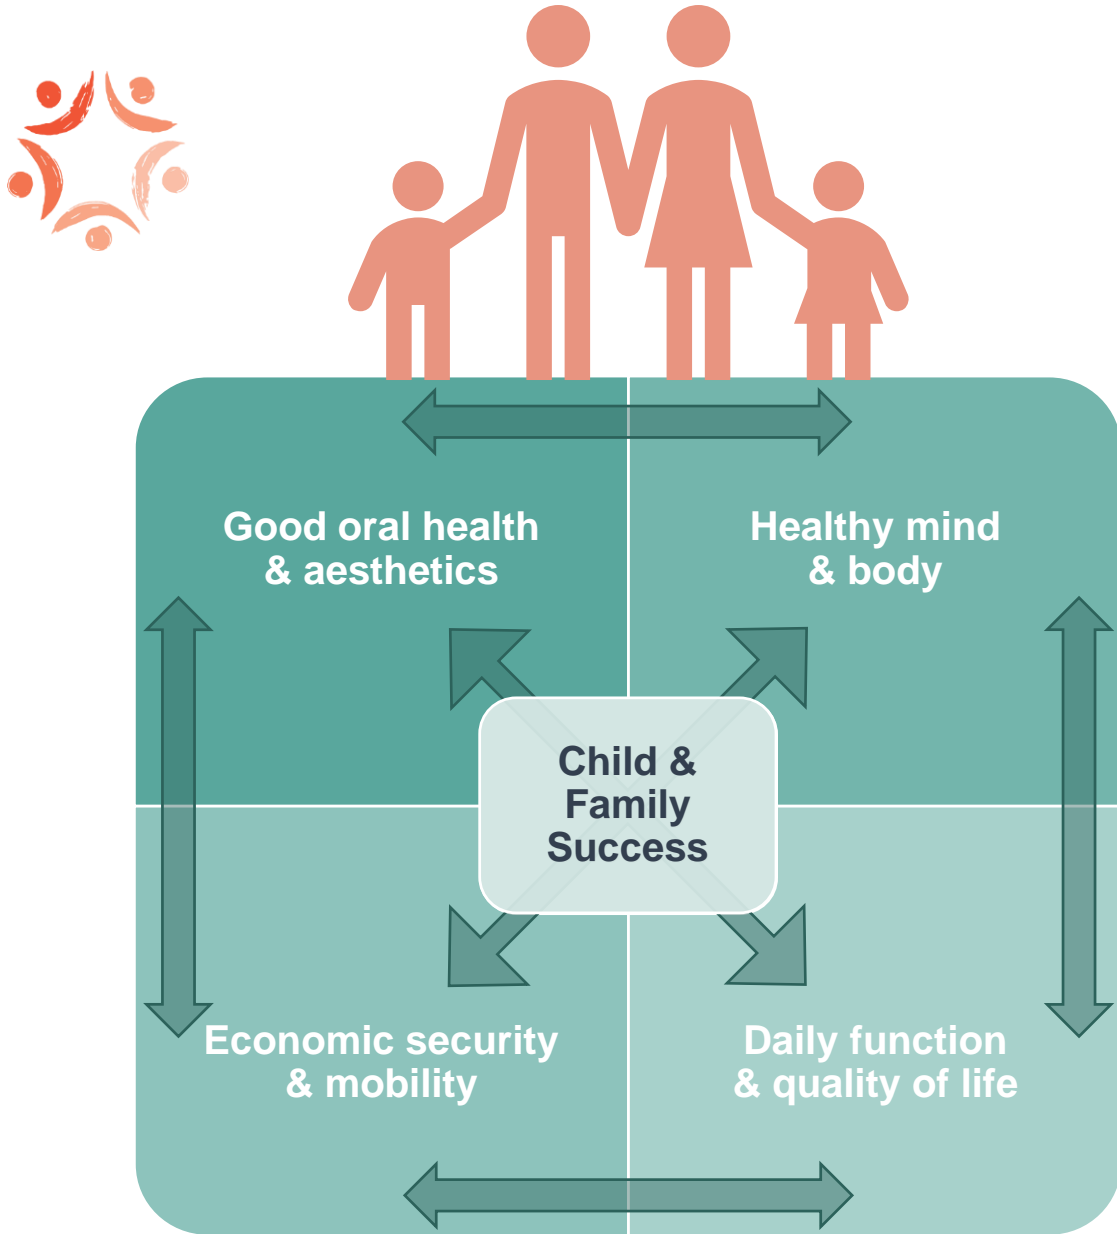 Good oral health
& aesthetics
Healthy mind
& body
Child &
Family
Success
Economic security
& mobility
Daily function
& quality of life